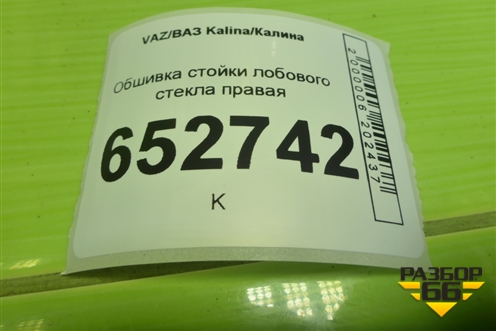 VAZ/ВАЗ Kalina/Калина
Обшивка стойки лобового
стекла правая
652742
К
2000006202437
РАЗБОР
66